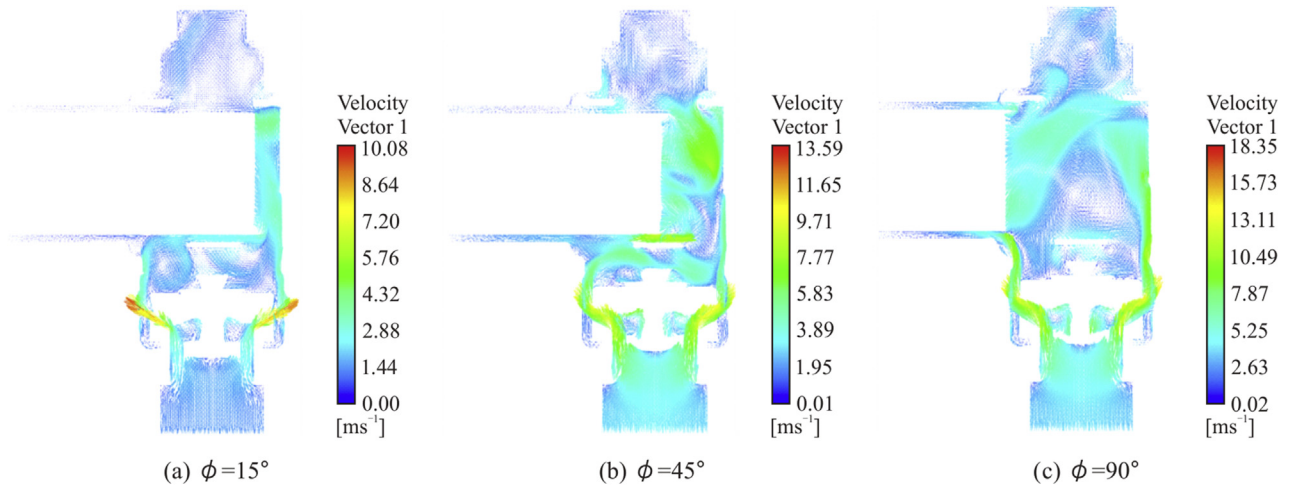 Velocity
Vector 1
10.08
8.64
7.20
5.76
4.32
2.88
1.44
0.00
[ms⁻¹]
(a) ϕ=15°
Velocity
Vector 1
13.59
11.65
9.71
7.77
5.83
3.89
1.95
0.01
[ms⁻¹]
(b) ϕ=45°
Velocity
Vector 1
18.35
15.73
13.11
10.49
7.87
5.25
2.63
0.02
[ms⁻¹]
(c) ϕ=90°